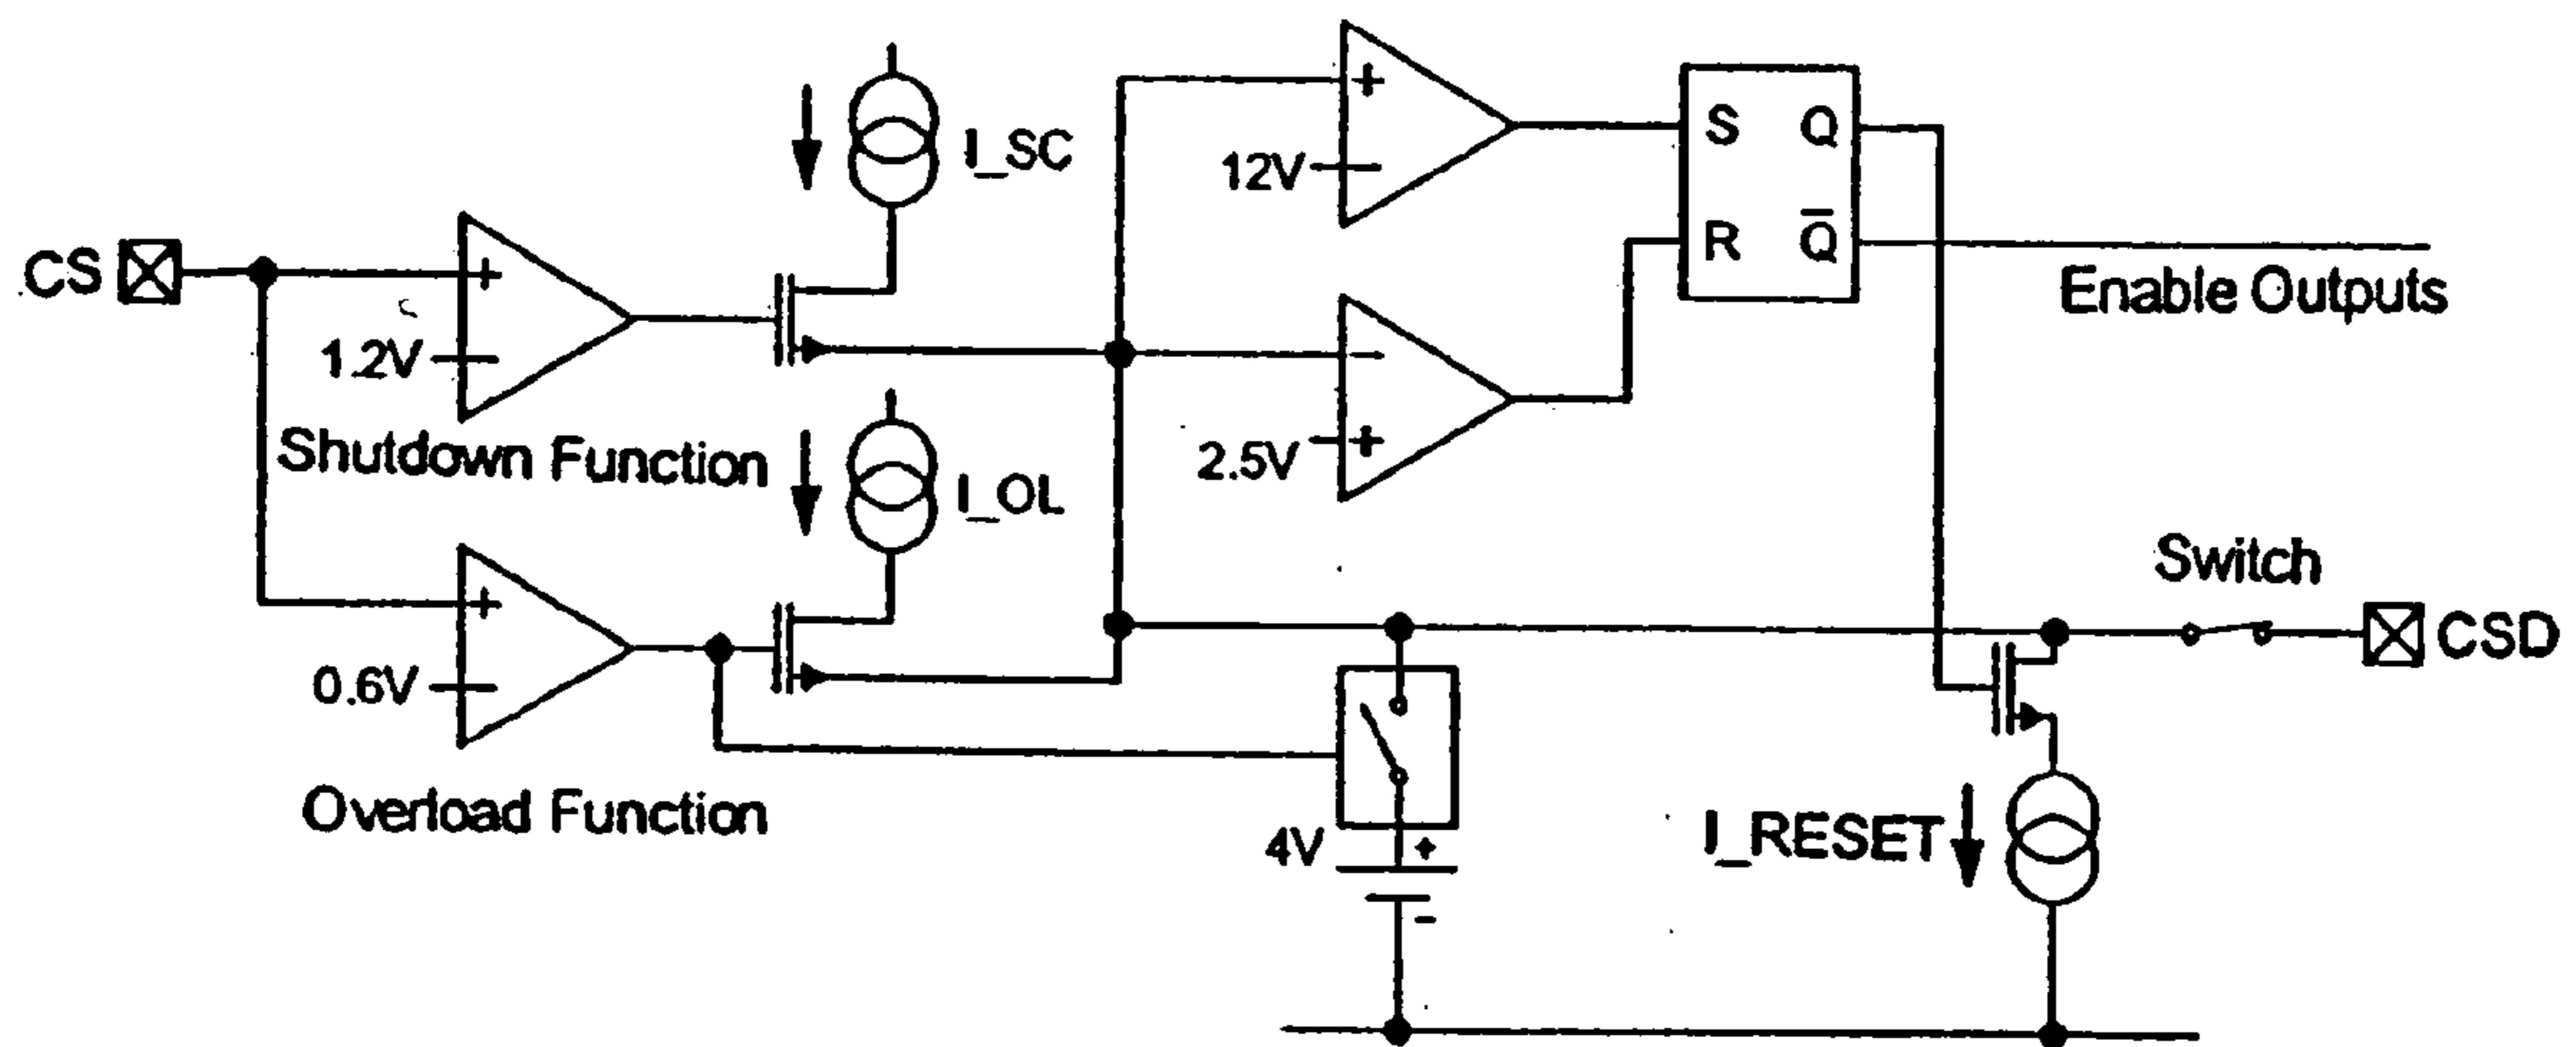 CS
+
1.2V
−
Shutdown Function
I_SC
+
0.6V
−
Overload Function
I_OL
+
12V
−
−
2.5V
+
S Q
R Q̅
Enable Outputs
Switch
CSD
4V
+
−
I_RESET